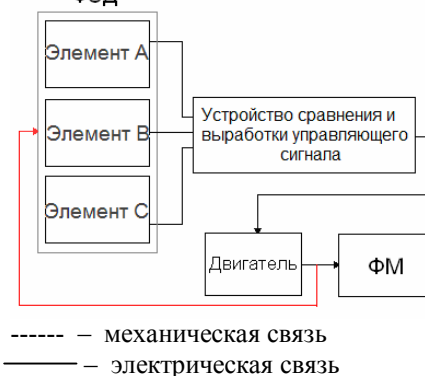 Элемент A
Элемент B
Элемент C
Устройство сравнения и
выработки управляющего
сигнала
Двигатель
ФМ
------ – механическая связь
——— – электрическая связь